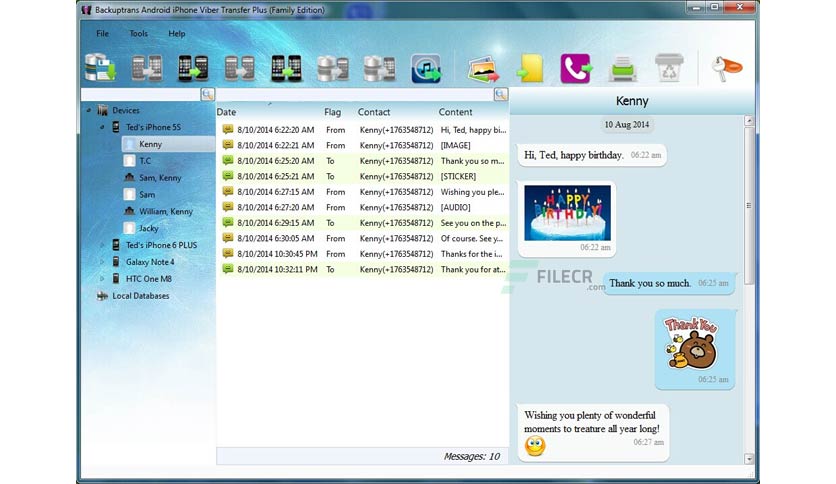 Backuptrans Android iPhone Viber Transfer Plus (Family Edition)
File Tools Help
Devices
Ted's iPhone 5S
Kenny
T.C
Sam, Kenny
Sam
William, Kenny
Jacky
Ted's iPhone 6 PLUS
Galaxy Note 4
HTC One M8
Local Databases
Date Flag Contact Content
8/10/2014 6:22:20 AM From Kenny(+1763548712) Hi, Ted, happy bi...
8/10/2014 6:22:21 AM From Kenny(+1763548712) [IMAGE]
8/10/2014 6:25:20 AM To Kenny(+1763548712) Thank you so m...
8/10/2014 6:25:21 AM To Kenny(+1763548712) [STICKER]
8/10/2014 6:27:15 AM From Kenny(+1763548712) Wishing you ple...
8/10/2014 6:27:20 AM From Kenny(+1763548712) [AUDIO]
8/10/2014 6:29:15 AM To Kenny(+1763548712) See you on the p...
8/10/2014 6:30:05 AM From Kenny(+1763548712) Of course. See y...
8/10/2014 10:30:45 PM From Kenny(+1763548712) Thanks for the i...
8/10/2014 10:32:11 PM To Kenny(+1763548712) Thank you for at...
Messages: 10
Kenny
10 Aug 2014
Hi, Ted, happy birthday. 06:22 am
HAPPY
BIRTHDAY
06:22 am
FILECR
.com
Thank you so much. 06:25 am
Thank You
06:25 am
Wishing you plenty of wonderful
moments to treature all year long!
06:27 am